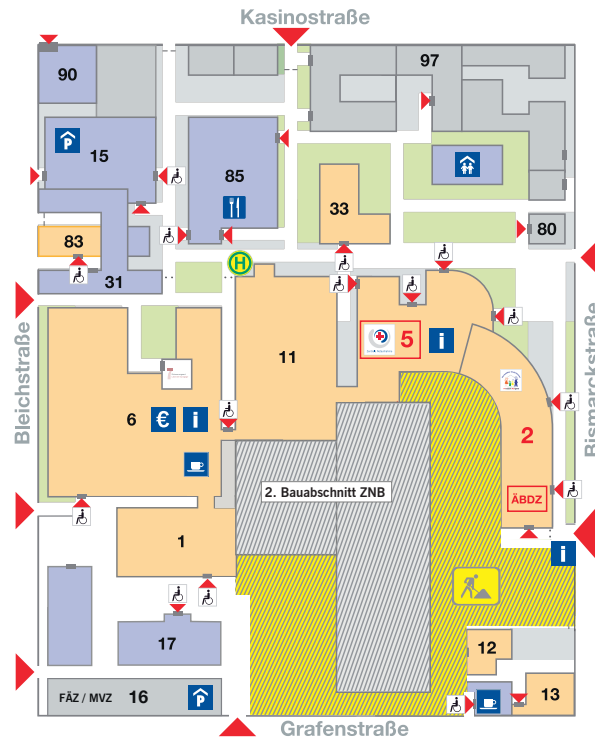 Kasinostraße
90
97
P
15
85
33
83
80
H
31
5
i
11
Bleichstraße
Bismarckstraße
6
€
i
2
2. Bauabschnitt ZNB
ÄBDZ
1
i
17
12
FÄZ / MVZ
16
P
13
Grafenstraße